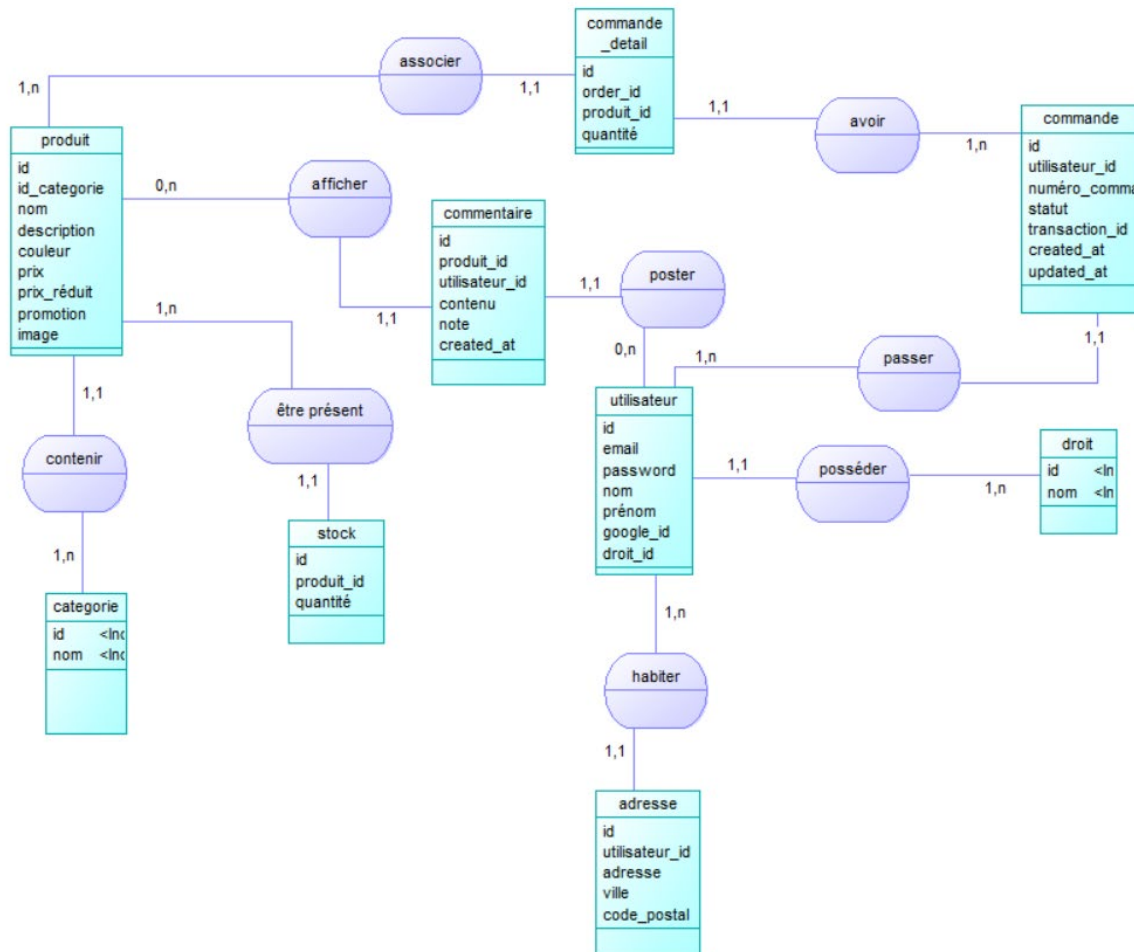 commande
_detail
id
order_id
produit_id
quantité
associer
1,n
1,1
1,1
avoir
1,n
commande
id
utilisateur_id
numéro_comma
statut
transaction_id
created_at
updated_at
produit
id
id_categorie
nom
description
couleur
prix
prix_réduit
promotion
image
0,n
afficher
1,1
commentaire
id
produit_id
utilisateur_id
contenu
note
created_at
1,1
poster
0,n
1,n
passer
1,1
1,n
être présent
1,1
1,1
contenir
1,n
stock
id
produit_id
quantité
categorie
id <Inc
nom <Inc
utilisateur
id
email
password
nom
prénom
google_id
droit_id
1,1
posséder
1,n
droit
id <In
nom <In
1,n
habiter
1,1
adresse
id
utilisateur_id
adresse
ville
code_postal